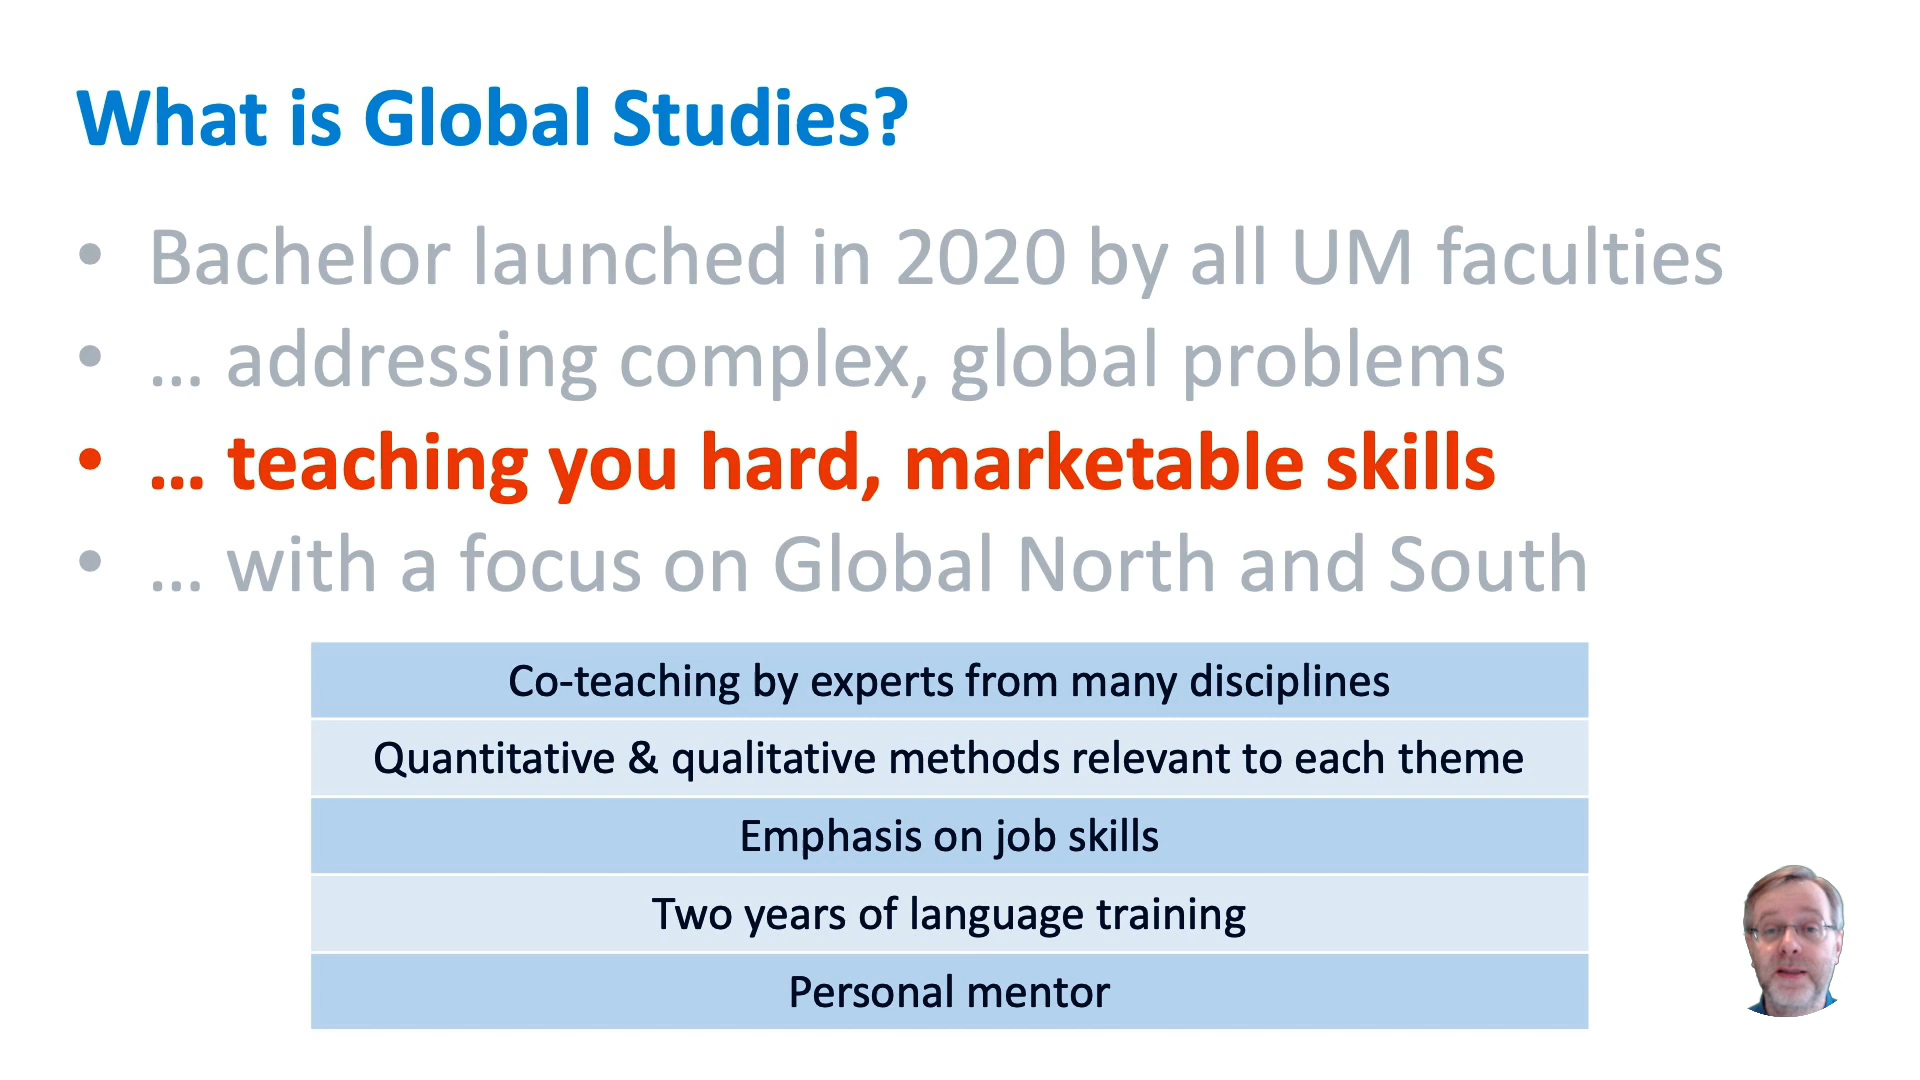 What is Global Studies?
• Bachelor launched in 2020 by all UM faculties
• … addressing complex, global problems
• … teaching you hard, marketable skills
• … with a focus on Global North and South
Co-teaching by experts from many disciplines
Quantitative & qualitative methods relevant to each theme
Emphasis on job skills
Two years of language training
Personal mentor